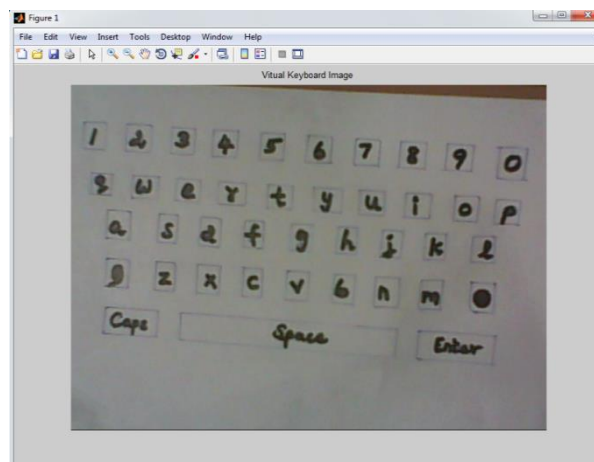 Figure 1
File Edit View Insert Tools Desktop Window Help
Vitual Keyboard Image
1 2 3 4 5 6 7 8 9 0
w e r t y u i o p
a s d f g h j k l
z x c v b n m
Caps Space Enter